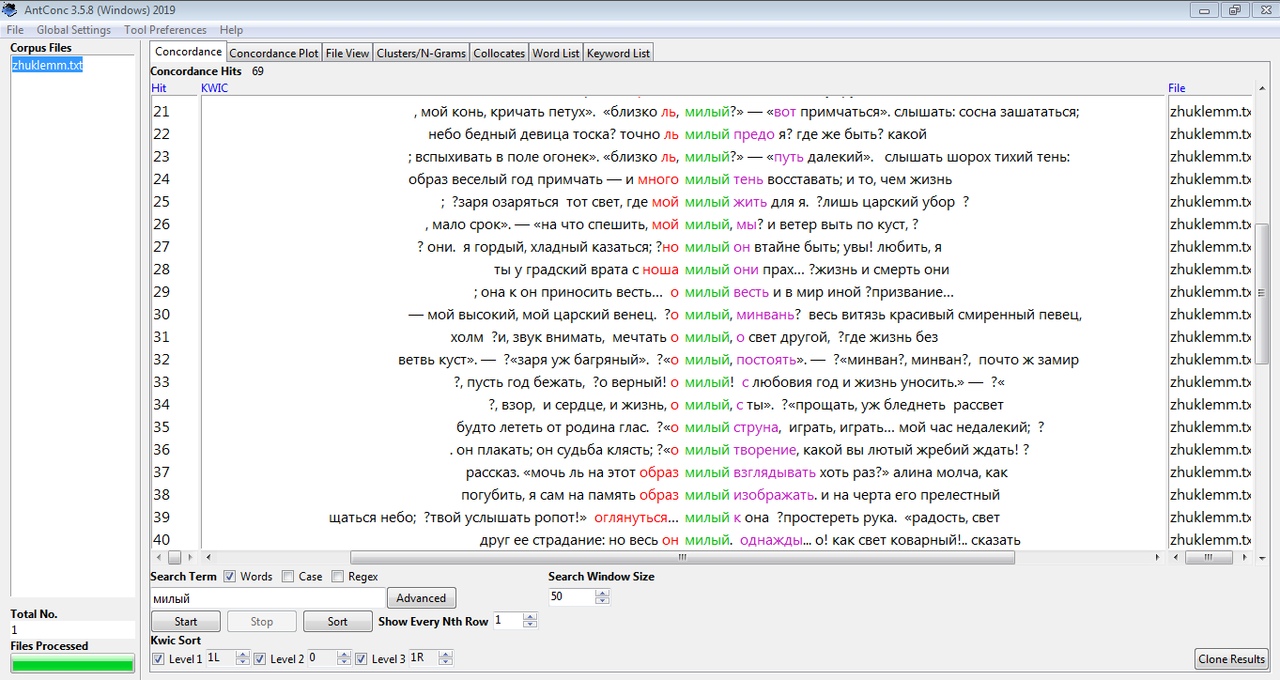 AntConc 3.5.8 (Windows) 2019
File Global Settings Tool Preferences Help
Corpus Files
zhuklemm.txt
Concordance Concordance Plot File View Clusters/N-Grams Collocates Word List Keyword List
Concordance Hits 69
Hit KWIC File
21 , мой конь, кричать петух». «близко ль, милый?» — «вот примчаться». слышать: сосна зашататься; zhuklemm.tx
22 небо бедный девица тоска? точно ль милый предо я? где же быть? какой zhuklemm.tx
23 ; вспыхивать в поле огонек». «близко ль, милый?» — «путь далекий». слышать шорох тихий тень: zhuklemm.tx
24 образ веселый год примчать — и много милый тень восставать; и то, чем жизнь zhuklemm.tx
25 ; ?заря озаряться тот свет, где мой милый жить для я. ?лишь царский убор ? zhuklemm.tx
26 , мало срок». — «на что спешить, мой милый, мы? и ветер выть по куст, ? zhuklemm.tx
27 ? они. я гордый, хладный казаться; ?но милый он втайне быть; увы! любить, я zhuklemm.tx
28 ты у градский врата с ноша милый они прах... ?жизнь и смерть они zhuklemm.tx
29 ; она к он приносить весть... о милый весть и в мир иной ?призвание... zhuklemm.tx
30 — мой высокий, мой царский венец. ?о милый, минвань? весь витязь красивый смиренный певец, zhuklemm.tx
31 холм ?и, звук внимать, мечтать о милый, о свет другой, ?где жизнь без zhuklemm.tx
32 ветвь куст». — ?«заря уж багряный». ?«о милый, постоять». — ?«минван?, минван?, почто ж замир zhuklemm.tx
33 ?, пусть год бежать, ?о верный! о милый! с любовия год и жизнь уносить.» — ?« zhuklemm.tx
34 ?, взор, и сердце, и жизнь, о милый, с ты». ?«прощать, уж бледнеть рассвет zhuklemm.tx
35 будто лететь от родина глас. ?«о милый струна, играть, играть... мой час недалекий; ? zhuklemm.tx
36 . он плакать; он судьба клясть; ?«о милый творение, какой вы лютый жребий ждать! ? zhuklemm.tx
37 рассказ. «мочь ль на этот образ милый взглядывать хоть раз?» алина молча, как zhuklemm.tx
38 погубить, я сам на память образ милый изображать. и на черта его прелестный zhuklemm.tx
39 щаться небо; ?твой услышать ропот!» оглянуться... милый к она ?простереть рука. «радость, свет zhuklemm.tx
40 друг ее страдание: но весь он милый. однажды... о! как свет коварный!.. сказать zhuklemm.tx
Search Term Words Case Regex Search Window Size
милый Advanced 50
Start Stop Sort Show Every Nth Row 1
Kwic Sort
Level 1 1L Level 2 0 Level 3 1R Clone Results
Total No.
1
Files Processed